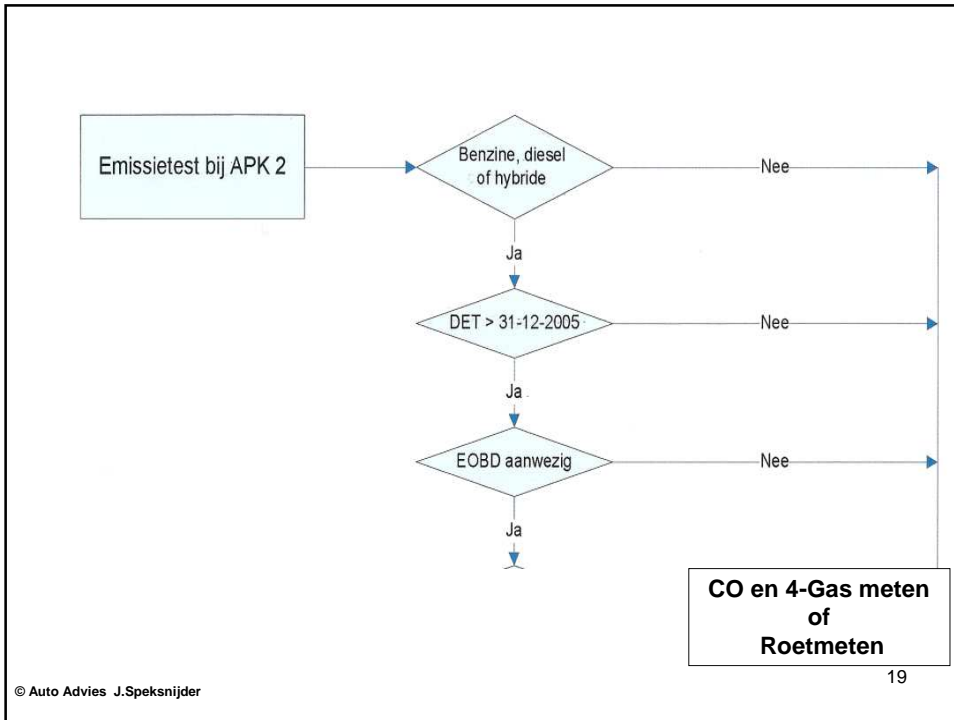 Emissietest bij APK 2
Benzine, diesel
of hybride
Nee
Ja
DET > 31-12-2005
Nee
Ja
EOBD aanwezig
Nee
Ja
CO en 4-Gas meten
of
Roetmeten
19
© Auto Advies J.Speksnijder